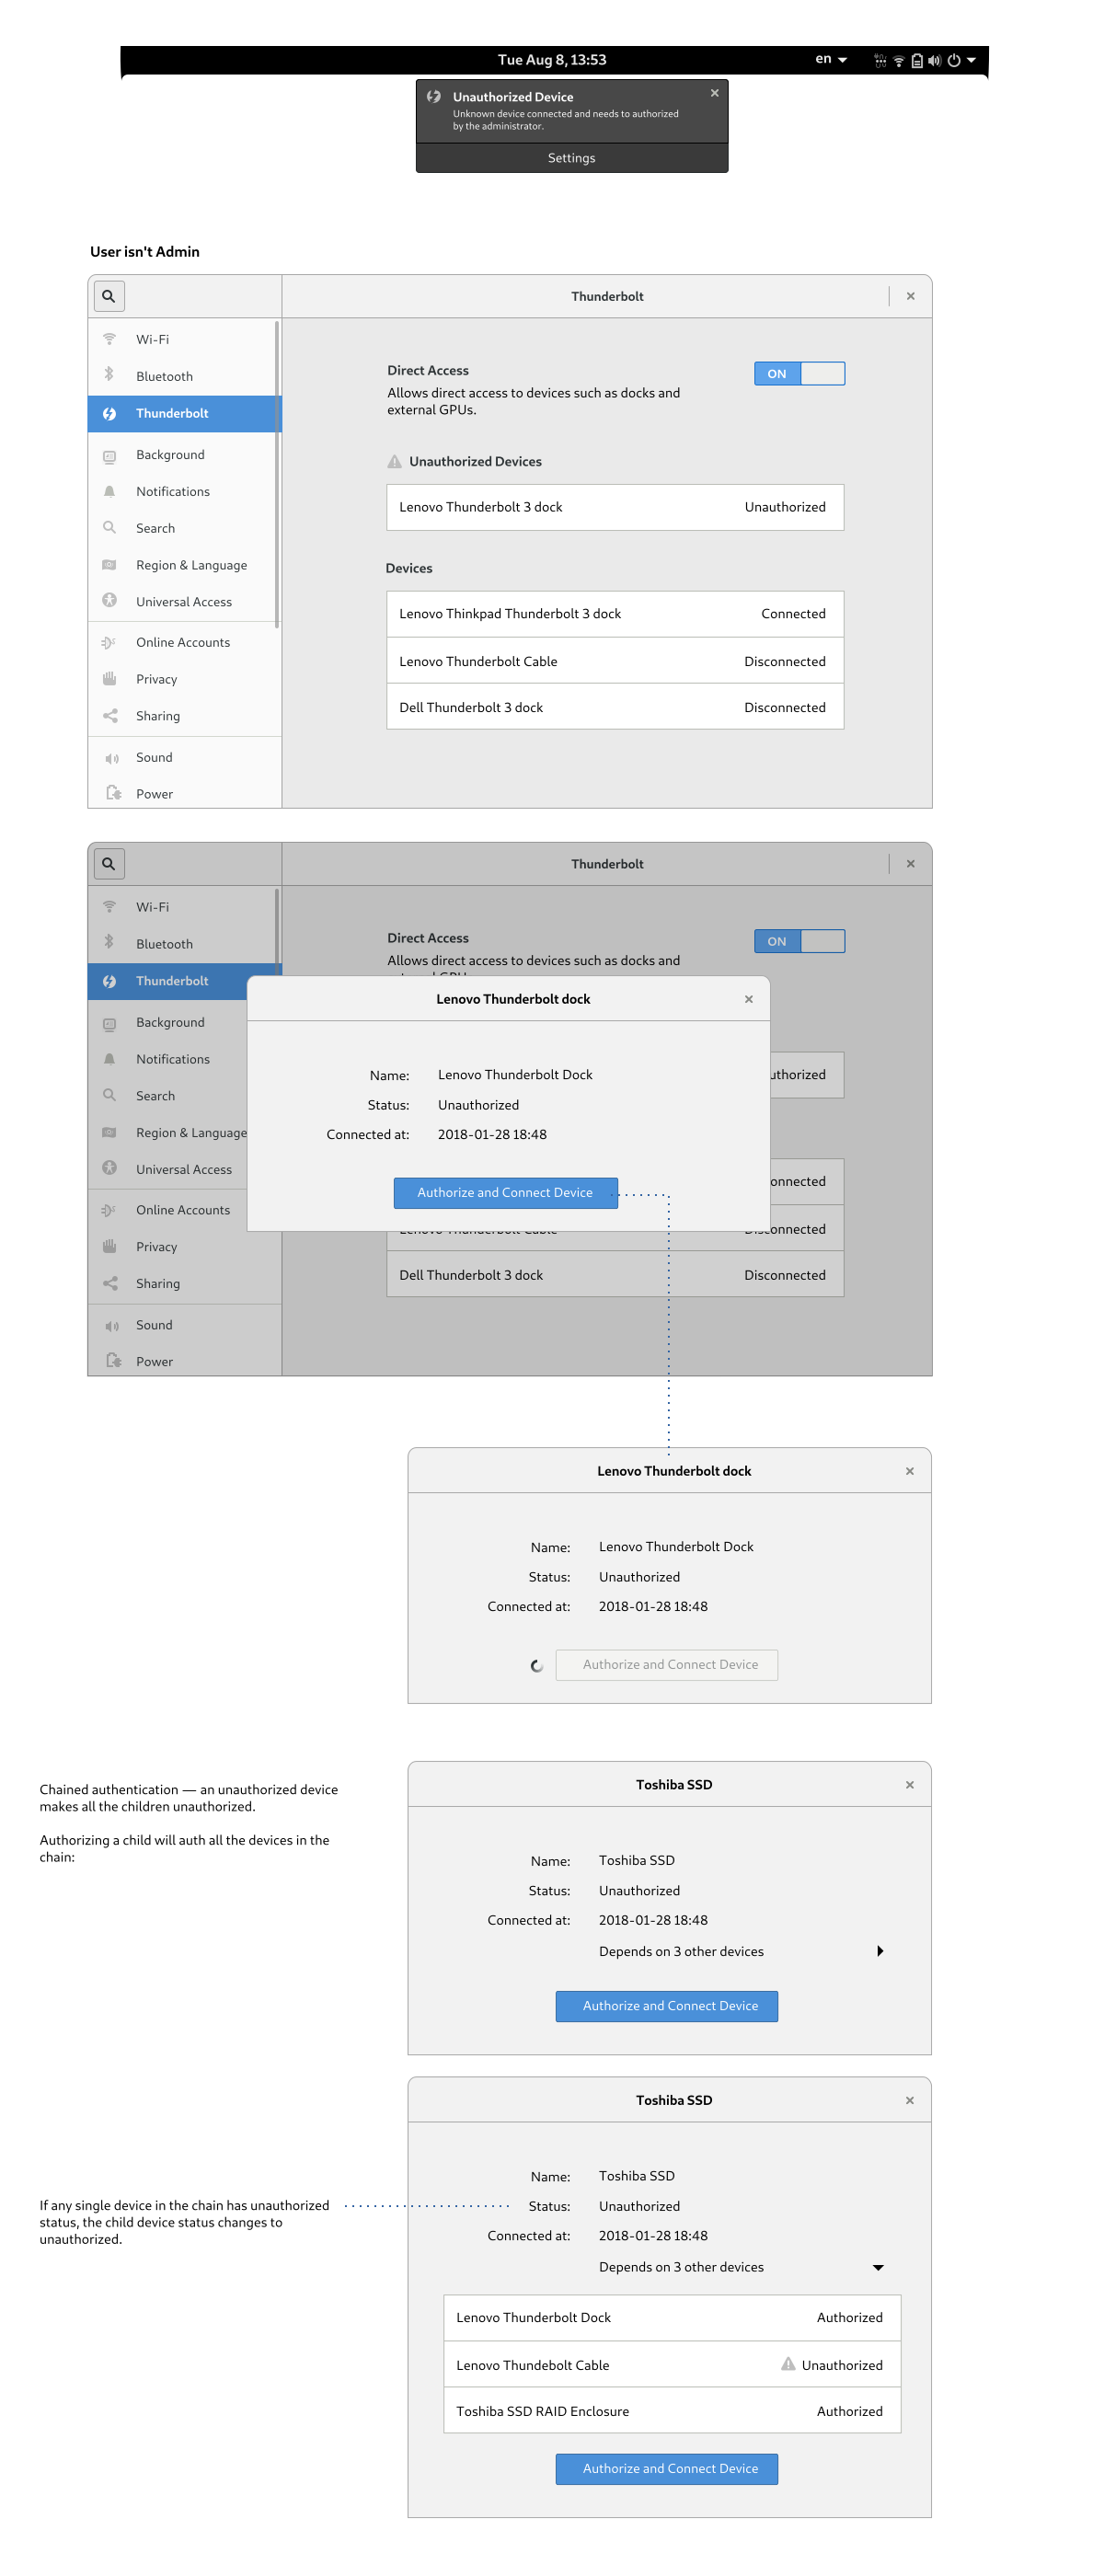 Tue Aug 8, 13:53
en
Unauthorized Device
Unknown device connected and needs to authorized
by the administrator.
Settings
User isn't Admin
Thunderbolt
Wi-Fi
Bluetooth
Thunderbolt
Background
Notifications
Search
Region & Language
Universal Access
Online Accounts
Privacy
Sharing
Sound
Power
Direct Access
ON
Allows direct access to devices such as docks and
external GPUs.
Unauthorized Devices
Lenovo Thunderbolt 3 dock Unauthorized
Devices
Lenovo Thinkpad Thunderbolt 3 dock Connected
Lenovo Thunderbolt Cable Disconnected
Dell Thunderbolt 3 dock Disconnected
Thunderbolt
Wi-Fi
Bluetooth
Thunderbolt
Background
Notifications
Search
Region & Language
Universal Access
Online Accounts
Privacy
Sharing
Sound
Power
Direct Access
ON
Allows direct access to devices such as docks and
external GPU
Lenovo Thunderbolt dock
Name: Lenovo Thunderbolt Dock
Status: Unauthorized
Connected at: 2018-01-28 18:48
Authorize and Connect Device
uthorized
onnected
Lenovo Thunderbolt Cable Disconnected
Dell Thunderbolt 3 dock Disconnected
Lenovo Thunderbolt dock
Name: Lenovo Thunderbolt Dock
Status: Unauthorized
Connected at: 2018-01-28 18:48
Authorize and Connect Device
Chained authentication — an unauthorized device
makes all the children unauthorized.
Authorizing a child will auth all the devices in the
chain:
Toshiba SSD
Name: Toshiba SSD
Status: Unauthorized
Connected at: 2018-01-28 18:48
Depends on 3 other devices
Authorize and Connect Device
If any single device in the chain has unauthorized
status, the child device status changes to
unauthorized.
Toshiba SSD
Name: Toshiba SSD
Status: Unauthorized
Connected at: 2018-01-28 18:48
Depends on 3 other devices
Lenovo Thunderbolt Dock Authorized
Lenovo Thundebolt Cable Unauthorized
Toshiba SSD RAID Enclosure Authorized
Authorize and Connect Device